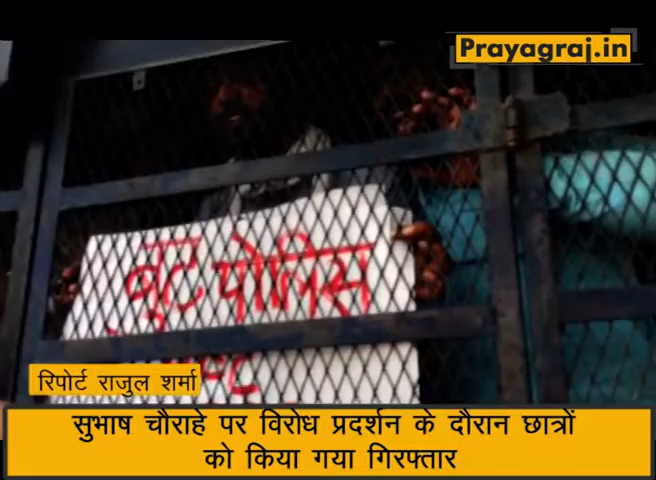 Prayagraj.in
बूट पोलिस
रिपोर्ट राजुल शर्मा
सुभाष चौराहे पर विरोध प्रदर्शन के दौरान छात्रों
को किया गया गिरफ्तार